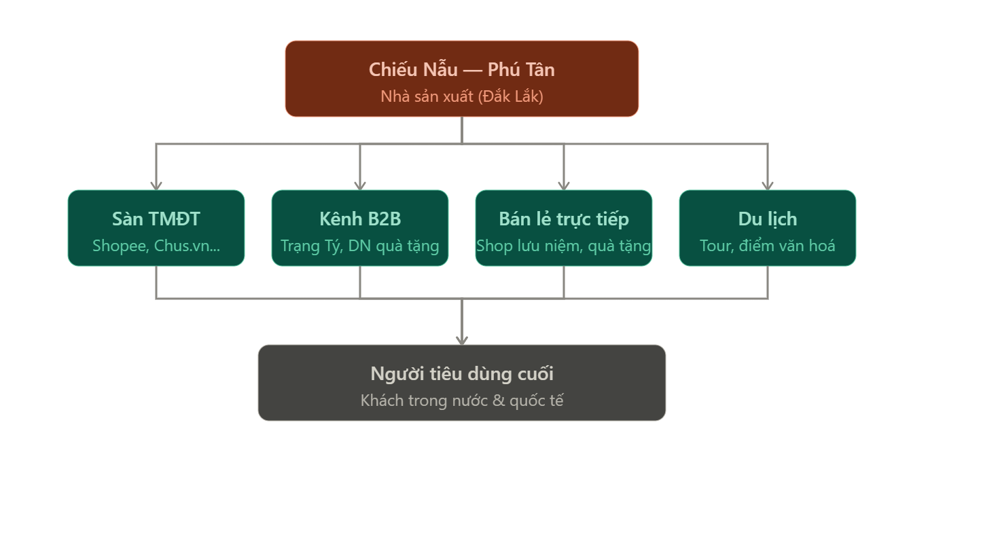 Chiếu Nẫu — Phú Tân
Nhà sản xuất (Đắk Lắk)
Sàn TMĐT
Shopee, Chus.vn...
Kênh B2B
Trạng Tý, DN quà tặng
Bán lẻ trực tiếp
Shop lưu niệm, quà tặng
Du lịch
Tour, điểm văn hoá
Người tiêu dùng cuối
Khách trong nước & quốc tế